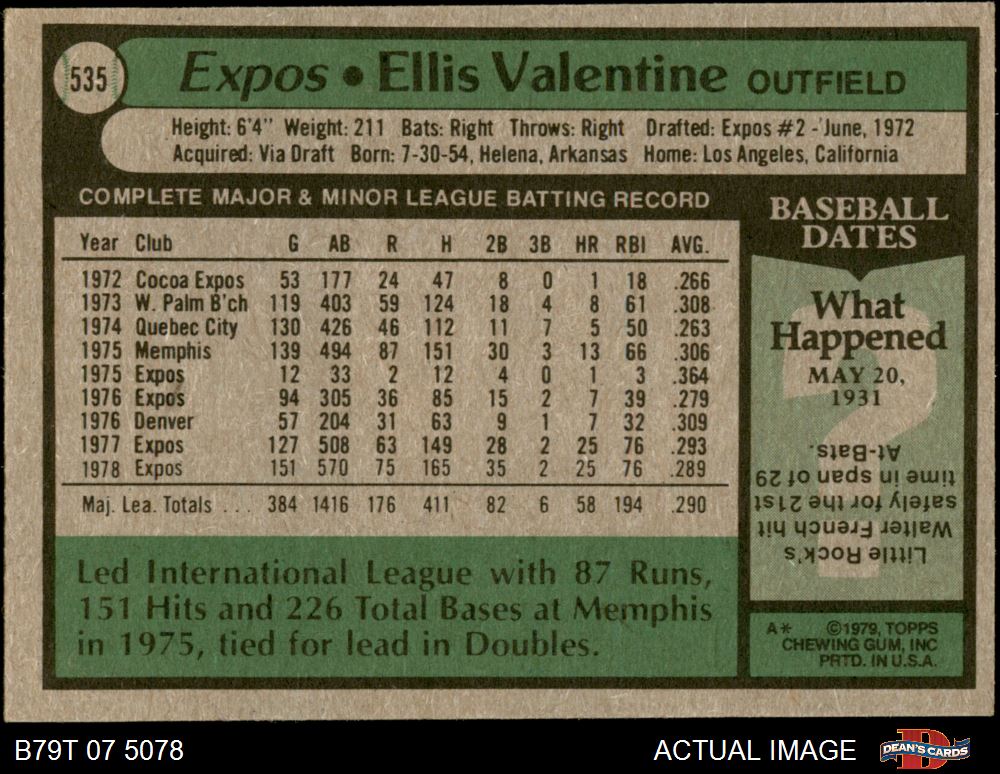 535
Expos • Ellis Valentine OUTFIELD
Height: 6'4" Weight: 211 Bats: Right Throws: Right Drafted: Expos #2 - June, 1972
Acquired: Via Draft Born: 7-30-54, Helena, Arkansas Home: Los Angeles, California
COMPLETE MAJOR & MINOR LEAGUE BATTING RECORD
Year Club G AB R H 2B 3B HR RBI AVG.
1972 Cocoa Expos 53 177 24 47 8 0 1 18 .266
1973 W. Palm B'ch 119 403 59 124 18 4 8 61 .308
1974 Quebec City 130 426 46 112 11 7 5 50 .263
1975 Memphis 139 494 87 151 30 3 13 66 .306
1975 Expos 12 33 2 12 4 0 1 3 .364
1976 Expos 94 305 36 85 15 2 7 39 .279
1976 Denver 57 204 31 63 9 1 7 32 .309
1977 Expos 127 508 63 149 28 2 25 76 .293
1978 Expos 151 570 75 165 35 2 25 76 .289
Maj. Lea. Totals . . . 384 1416 176 411 82 6 58 194 .290
Led International League with 87 Runs,
151 Hits and 226 Total Bases at Memphis
in 1975, tied for lead in Doubles.
BASEBALL
DATES
What
Happened
MAY 20,
1931
?
Little Rock's
Walter French hit
safely for the 21st
time in span of 29
At-Bats.
A* ©1979, TOPPS
CHEWING GUM, INC
PRTD. IN U.S.A.
B79T 07 5078
ACTUAL IMAGE
D
DEAN'S CARDS